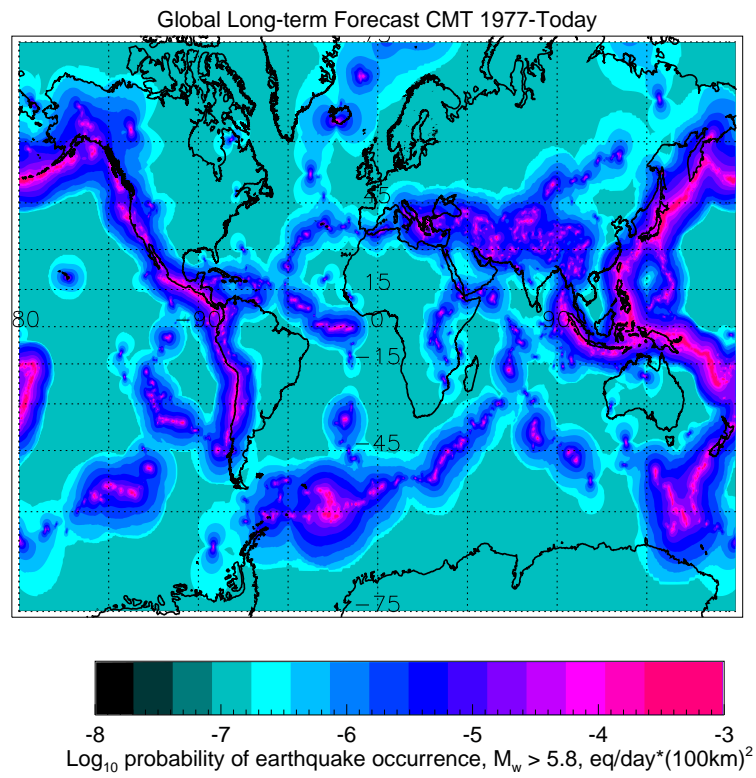 Global Long-term Forecast CMT 1977-Today
75
45
15
80 -90 0 90
-15
-45
-75
-8 -7 -6 -5 -4 -3
Log₁₀ probability of earthquake occurrence, Mw > 5.8, eq/day*(100km)²